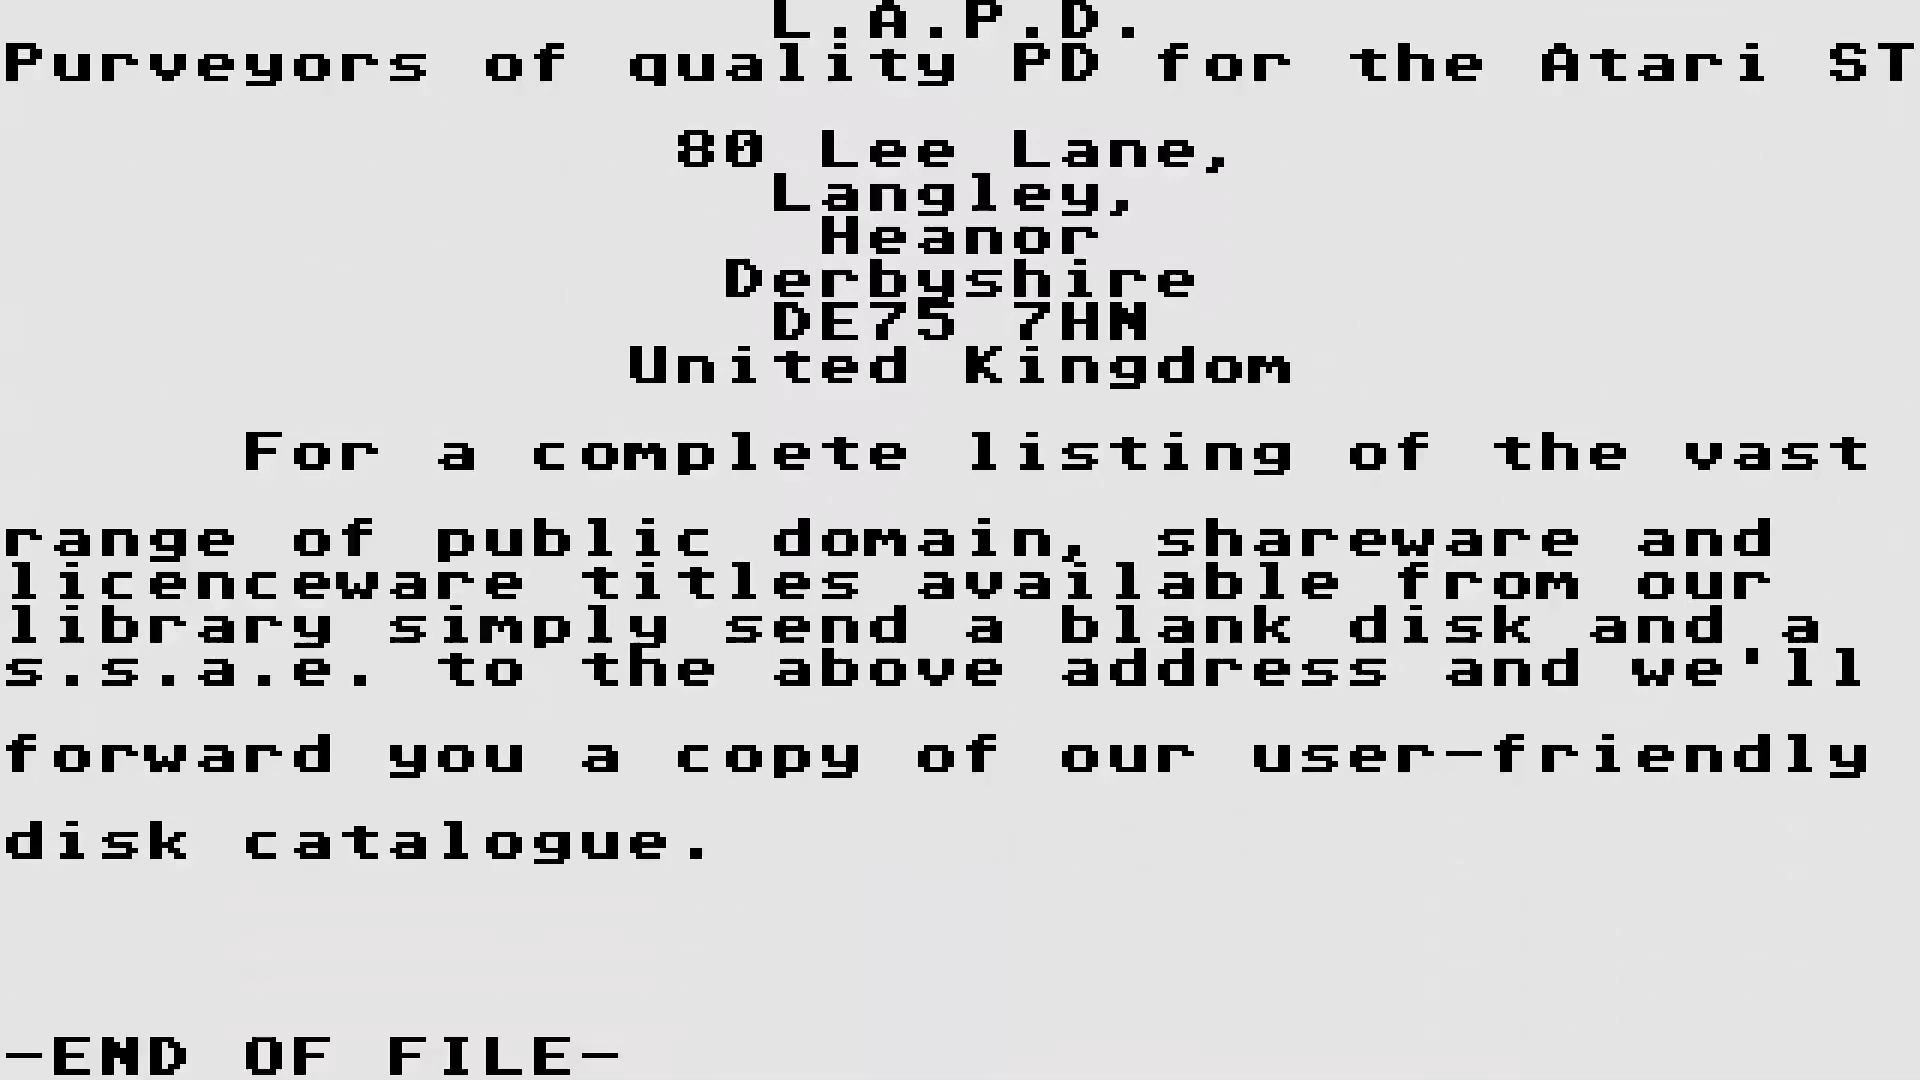 L.A.P.D.
Purveyors of quality PD for the Atari ST
80 Lee Lane,
Langley,
Heanor
Derbyshire
DE75 7HN
United Kingdom
For a complete listing of the vast
range of public domain, shareware and
licenceware titles available from our
library simply send a blank disk and a
s.s.a.e. to the above address and we'll
forward you a copy of our user-friendly
disk catalogue.
-END OF FILE-